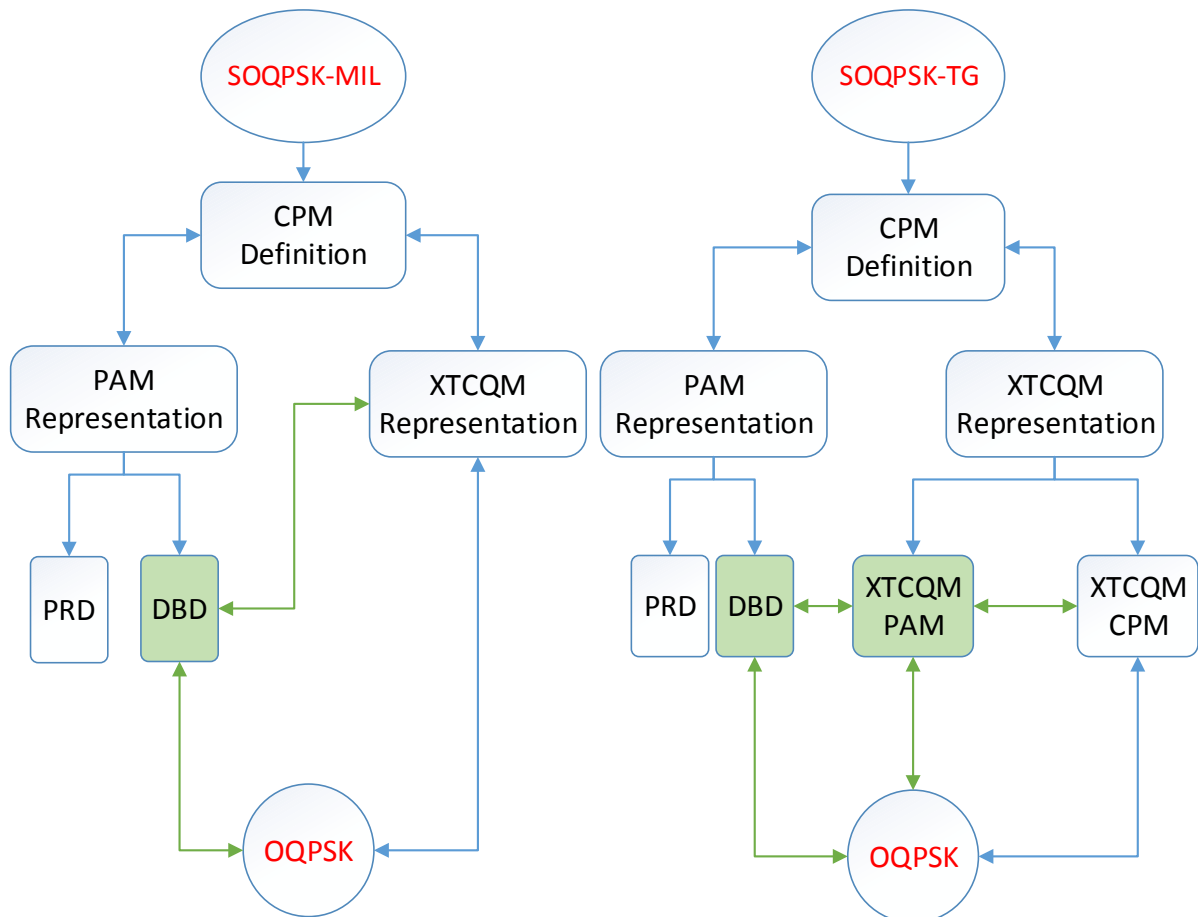 SOQPSK-MIL
CPM
Definition
PAM
Representation
XTCQM
Representation
PRD
DBD
OQPSK
SOQPSK-TG
CPM
Definition
PAM
Representation
XTCQM
Representation
PRD
DBD
XTCQM
PAM
XTCQM
CPM
OQPSK